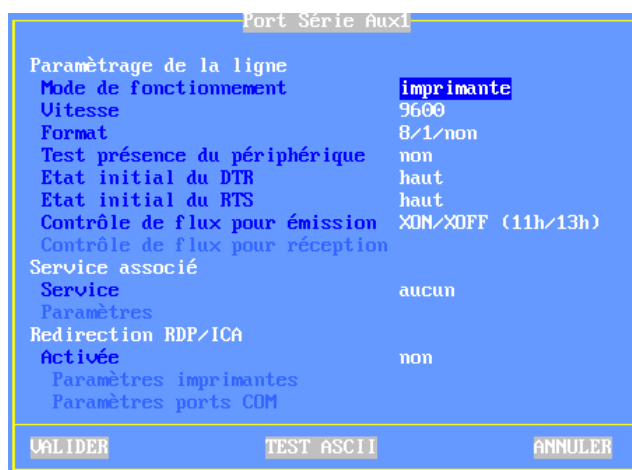 Port Série Aux1
Paramètrage de la ligne
Mode de fonctionnement imprimante
Vitesse 9600
Format 8/1/non
Test présence du périphérique non
Etat initial du DTR haut
Etat initial du RTS haut
Contrôle de flux pour émission XON/XOFF (11h/13h)
Contrôle de flux pour réception
Service associé
Service aucun
Paramètres
Redirection RDP/ICA
Activée non
Paramètres imprimantes
Paramètres ports COM
VALIDER TEST ASCII ANNULER